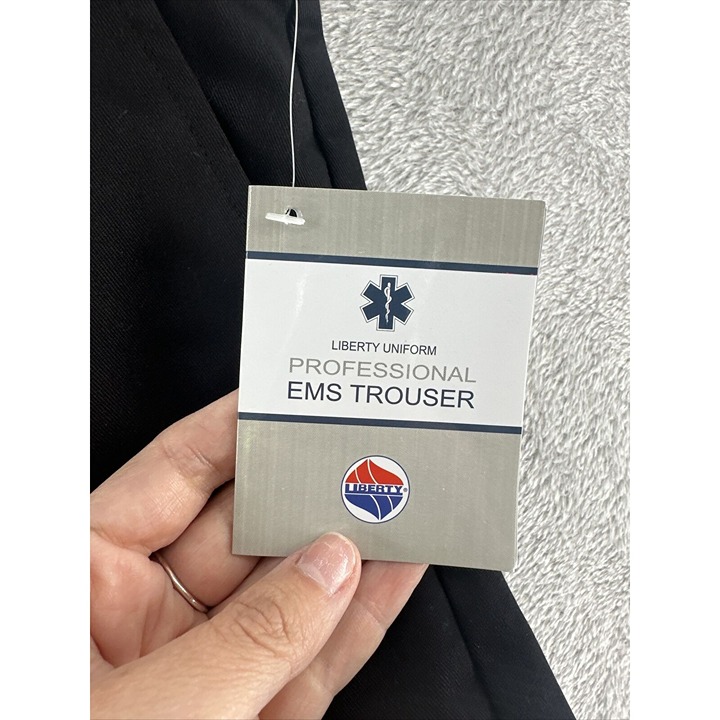 LIBERTY UNIFORM
PROFESSIONAL
EMS TROUSER
LIBERTY®